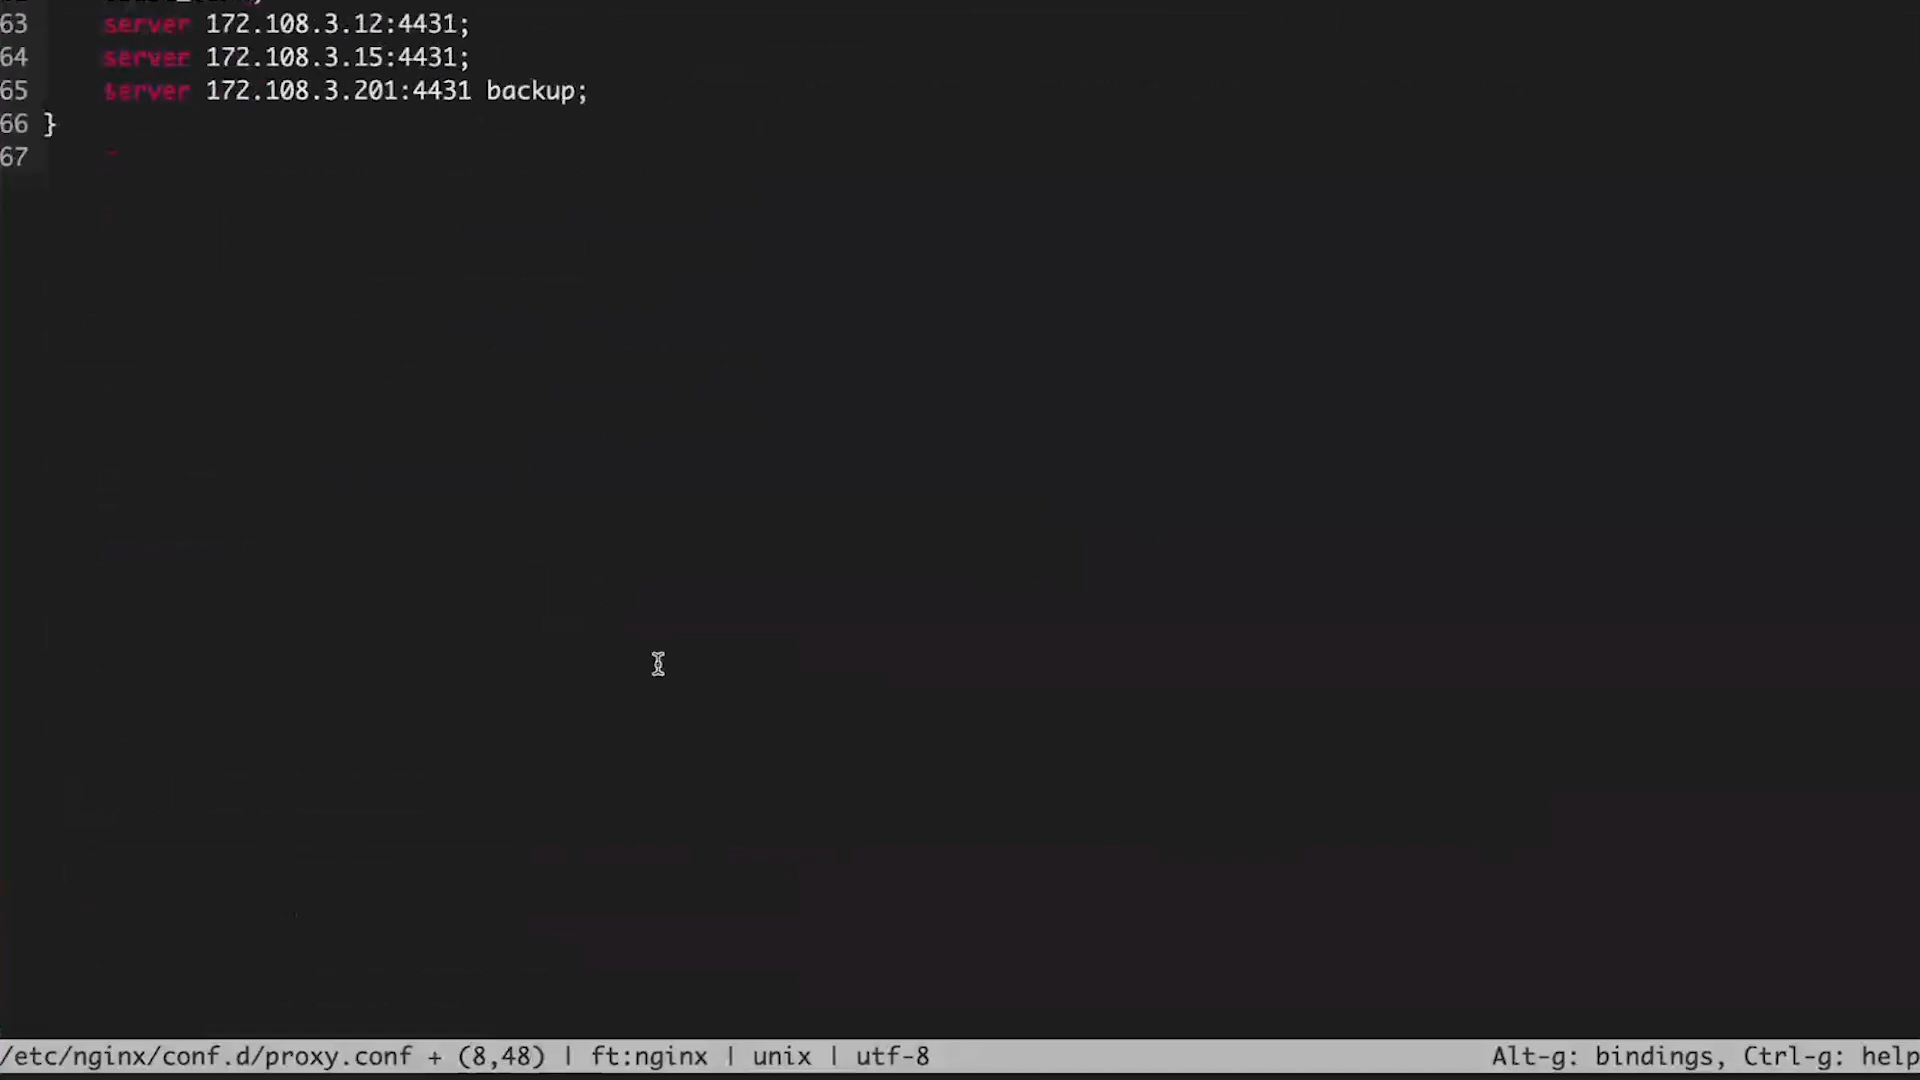 63 server 172.108.3.12:4431;
64 server 172.108.3.15:4431;
65 server 172.108.3.201:4431 backup;
66 }
67
/etc/nginx/conf.d/proxy.conf + (8,48) | ft:nginx | unix | utf-8 Alt-g: bindings, Ctrl-g: help